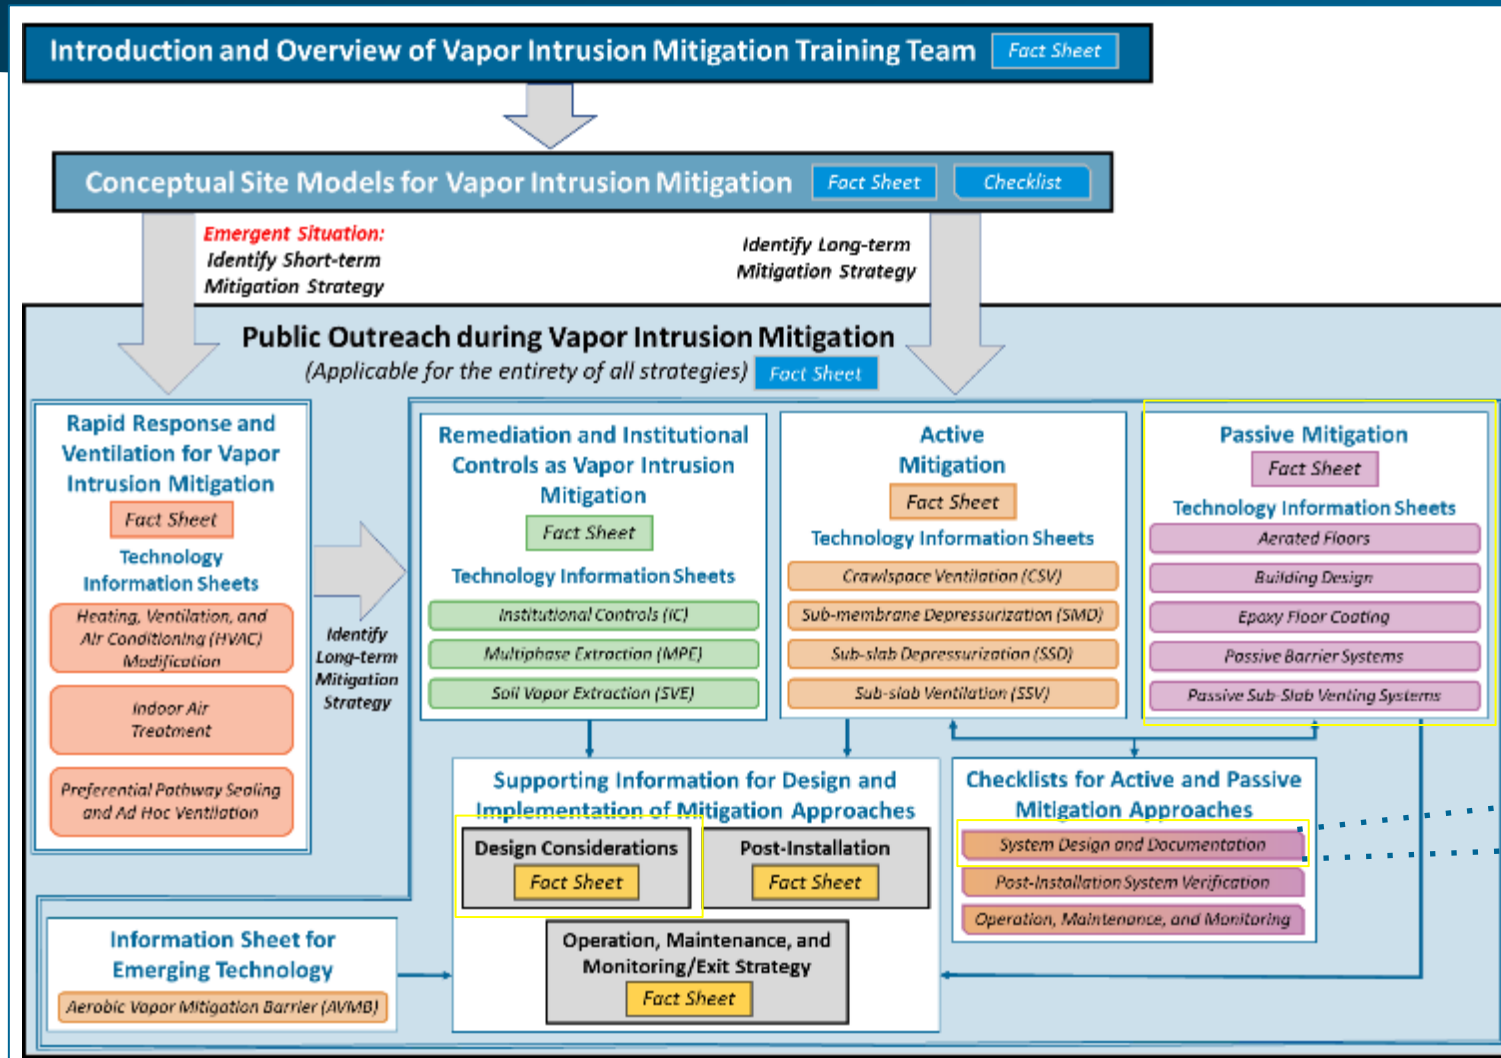 Introduction and Overview of Vapor Intrusion Mitigation Training Team
Fact Sheet
Conceptual Site Models for Vapor Intrusion Mitigation
Fact Sheet
Checklist
Emergent Situation:
Identify Short-term
Mitigation Strategy
Identify Long-term
Mitigation Strategy
Public Outreach during Vapor Intrusion Mitigation
(Applicable for the entirety of all strategies)
Fact Sheet
Rapid Response and
Ventilation for Vapor
Intrusion Mitigation
Fact Sheet
Technology
Information Sheets
Heating, Ventilation, and
Air Conditioning (HVAC)
Modification
Indoor Air
Treatment
Preferential Pathway Sealing
and Ad Hoc Ventilation
Identify
Long-term
Mitigation
Strategy
Remediation and Institutional
Controls as Vapor Intrusion
Mitigation
Fact Sheet
Technology Information Sheets
Institutional Controls (IC)
Multiphase Extraction (MPE)
Soil Vapor Extraction (SVE)
Active
Mitigation
Fact Sheet
Technology Information Sheets
Crawlspace Ventilation (CSV)
Sub-membrane Depressurization (SMD)
Sub-slab Depressurization (SSD)
Sub-slab Ventilation (SSV)
Passive Mitigation
Fact Sheet
Technology Information Sheets
Aerated Floors
Building Design
Epoxy Floor Coating
Passive Barrier Systems
Passive Sub-Slab Venting Systems
Supporting Information for Design and
Implementation of Mitigation Approaches
Design Considerations
Fact Sheet
Post-Installation
Fact Sheet
Operation, Maintenance, and
Monitoring/Exit Strategy
Fact Sheet
Checklists for Active and Passive
Mitigation Approaches
System Design and Documentation
Post-Installation System Verification
Operation, Maintenance, and Monitoring
Information Sheet for
Emerging Technology
Aerobic Vapor Mitigation Barrier (AVMB)